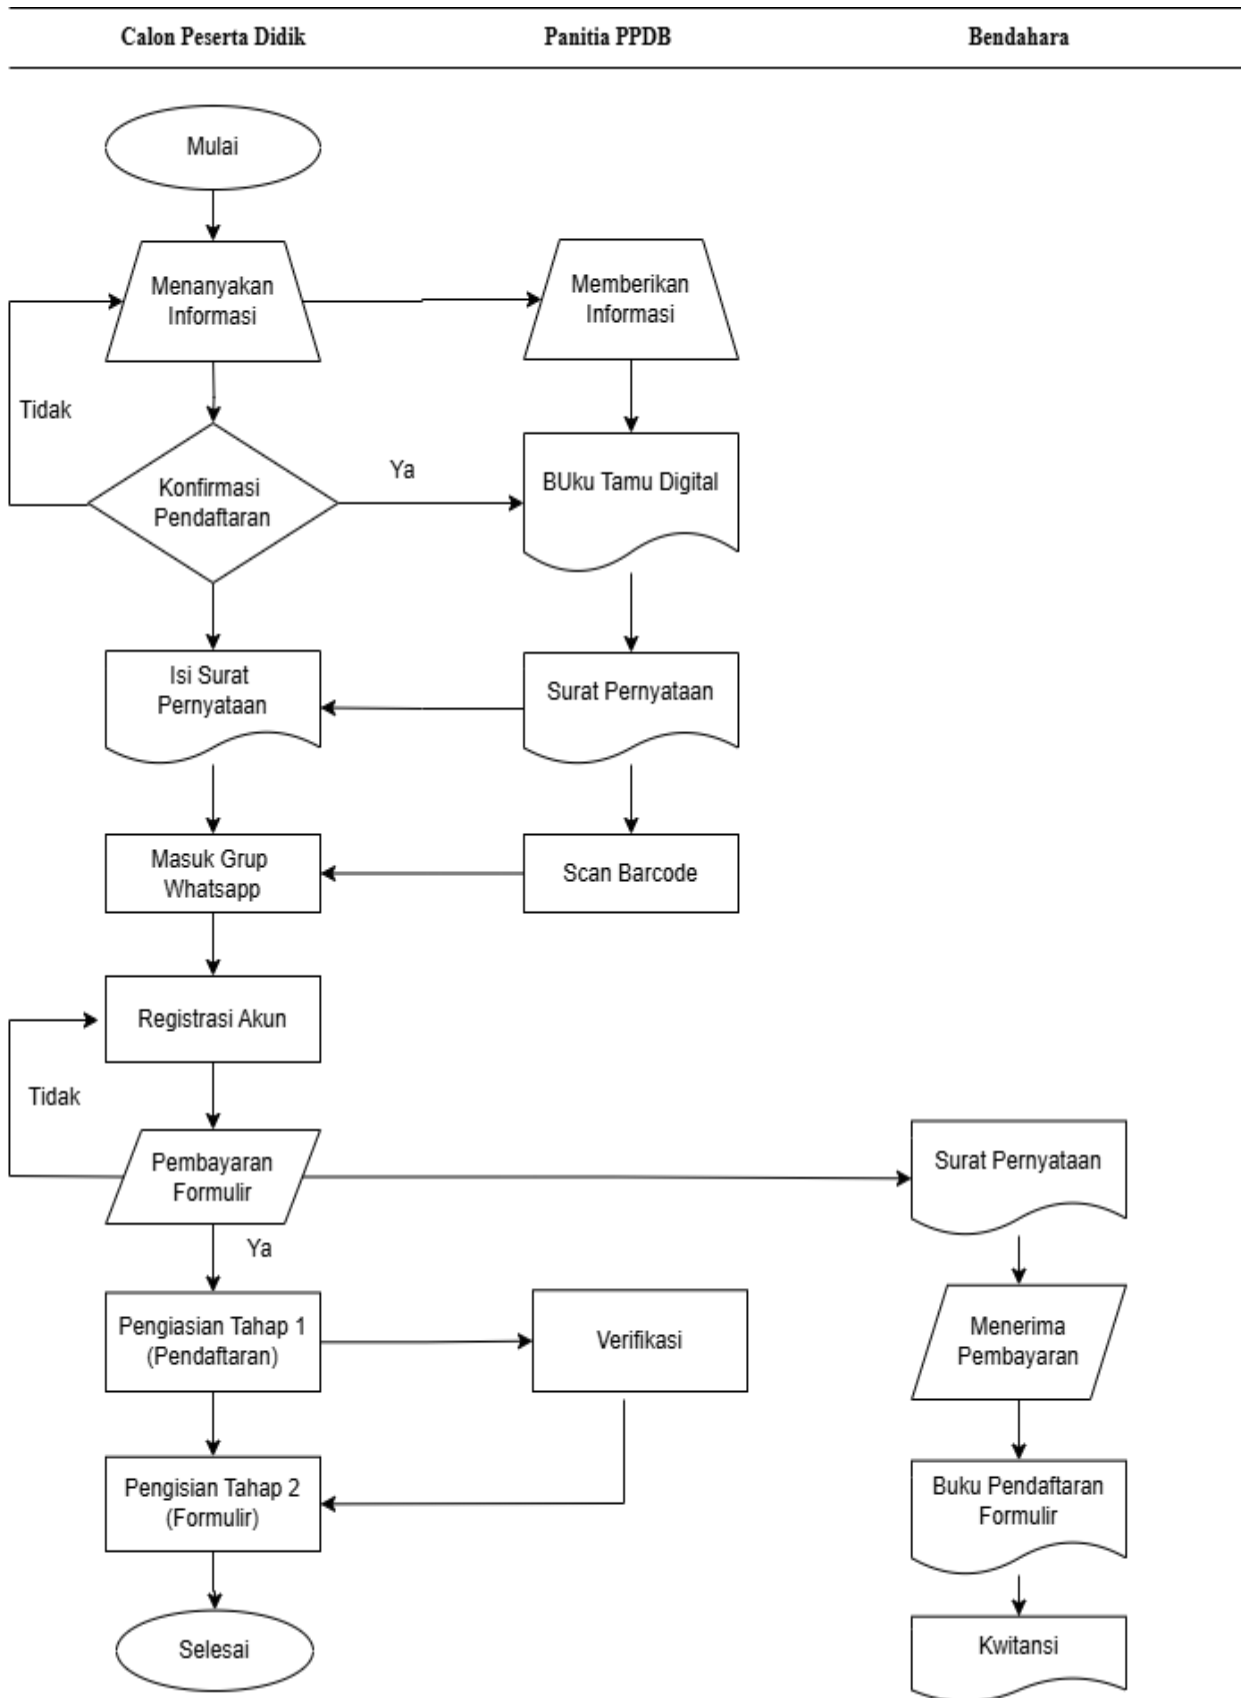 Calon Peserta Didik
Panitia PPDB
Bendahara
Mulai
Menanyakan
Informasi
Memberikan
Informasi
Tidak
Konfirmasi
Pendaftaran
Ya
BUku Tamu Digital
Isi Surat
Pernyataan
Surat Pernyataan
Masuk Grup
Whatsapp
Scan Barcode
Registrasi Akun
Tidak
Pembayaran
Formulir
Surat Pernyataan
Ya
Pengiasian Tahap 1
(Pendaftaran)
Verifikasi
Menerima
Pembayaran
Pengisian Tahap 2
(Formulir)
Buku Pendaftaran
Formulir
Selesai
Kwitansi